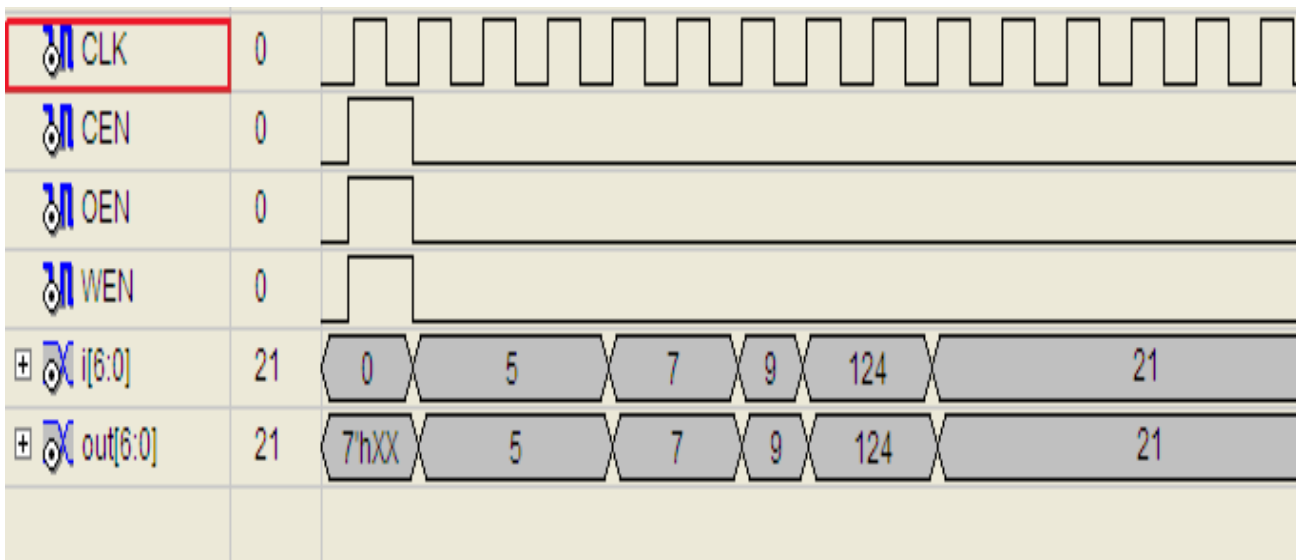 CLK 0
CEN 0
OEN 0
WEN 0
i[6:0] 21 0 5 7 9 124 21
out[6:0] 21 7'hXX 5 7 9 124 21